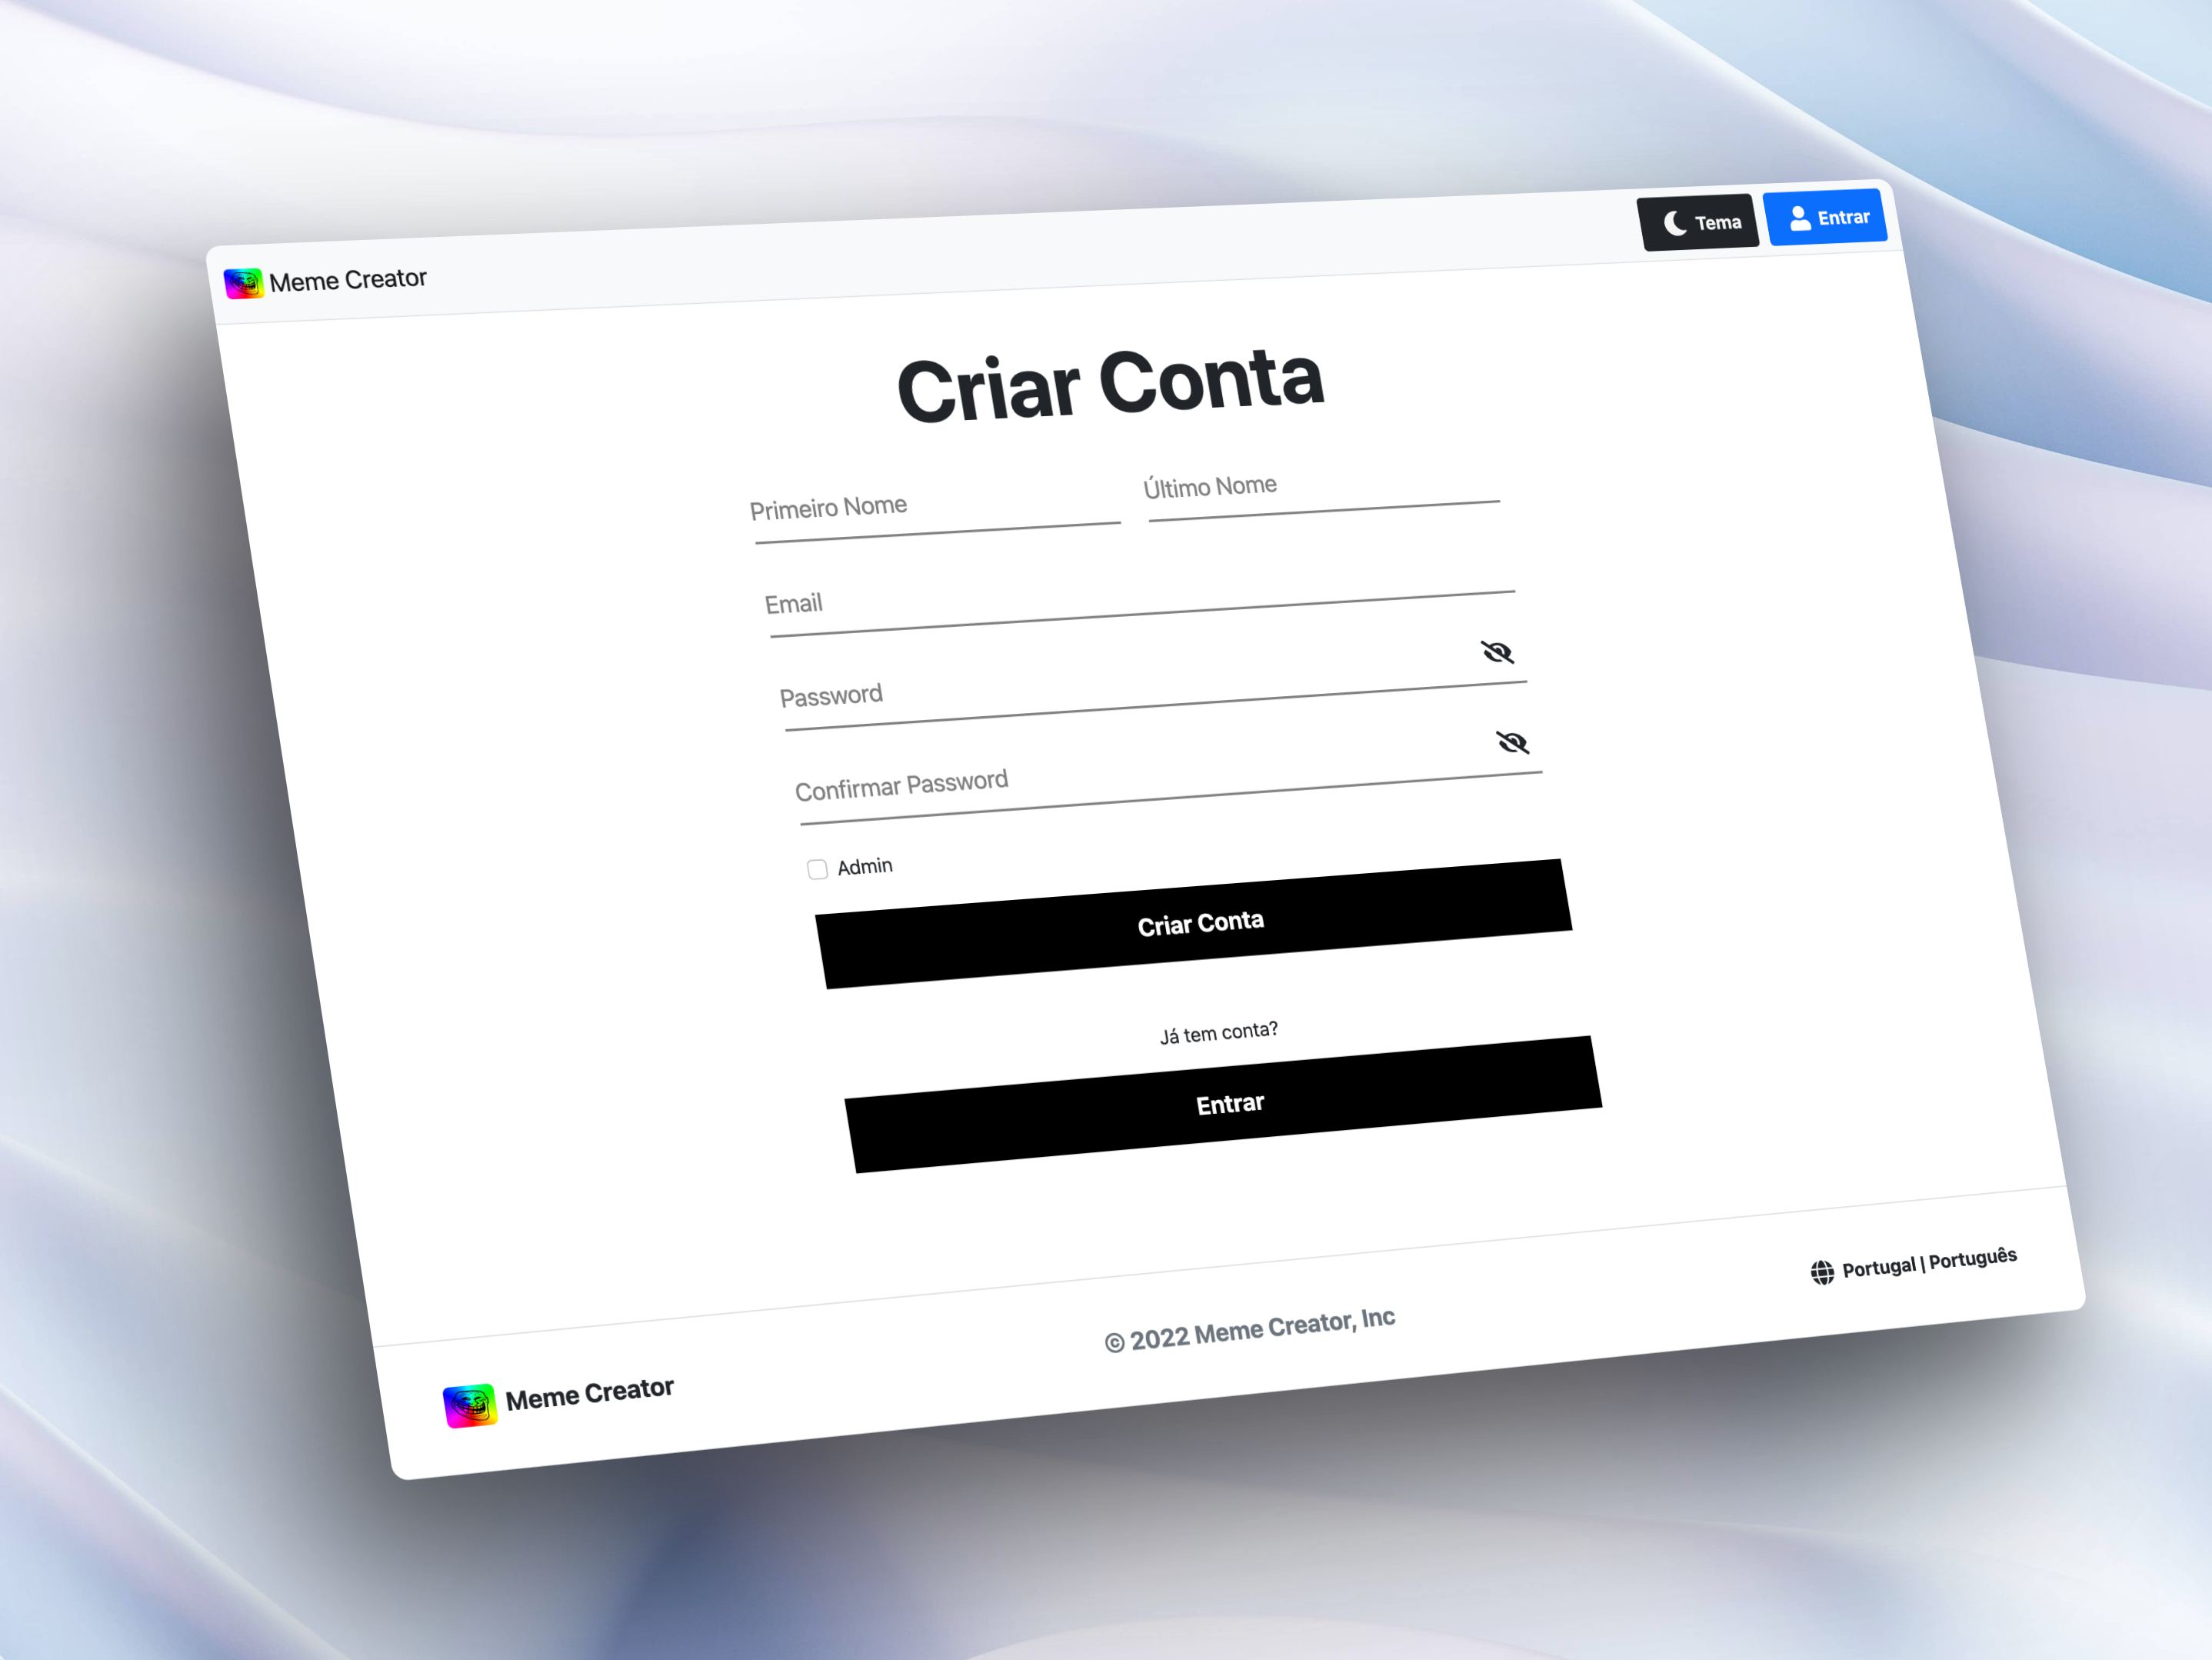 Meme Creator
Tema
Entrar
Criar Conta
Primeiro Nome
Último Nome
Email
Password
Confirmar Password
Admin
Criar Conta
Já tem conta?
Entrar
Portugal | Português
© 2022 Meme Creator, Inc
Meme Creator